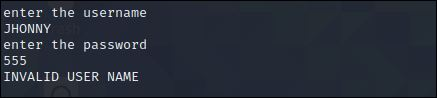 enter the username
JHONNY
enter the password
555
INVALID USER NAME